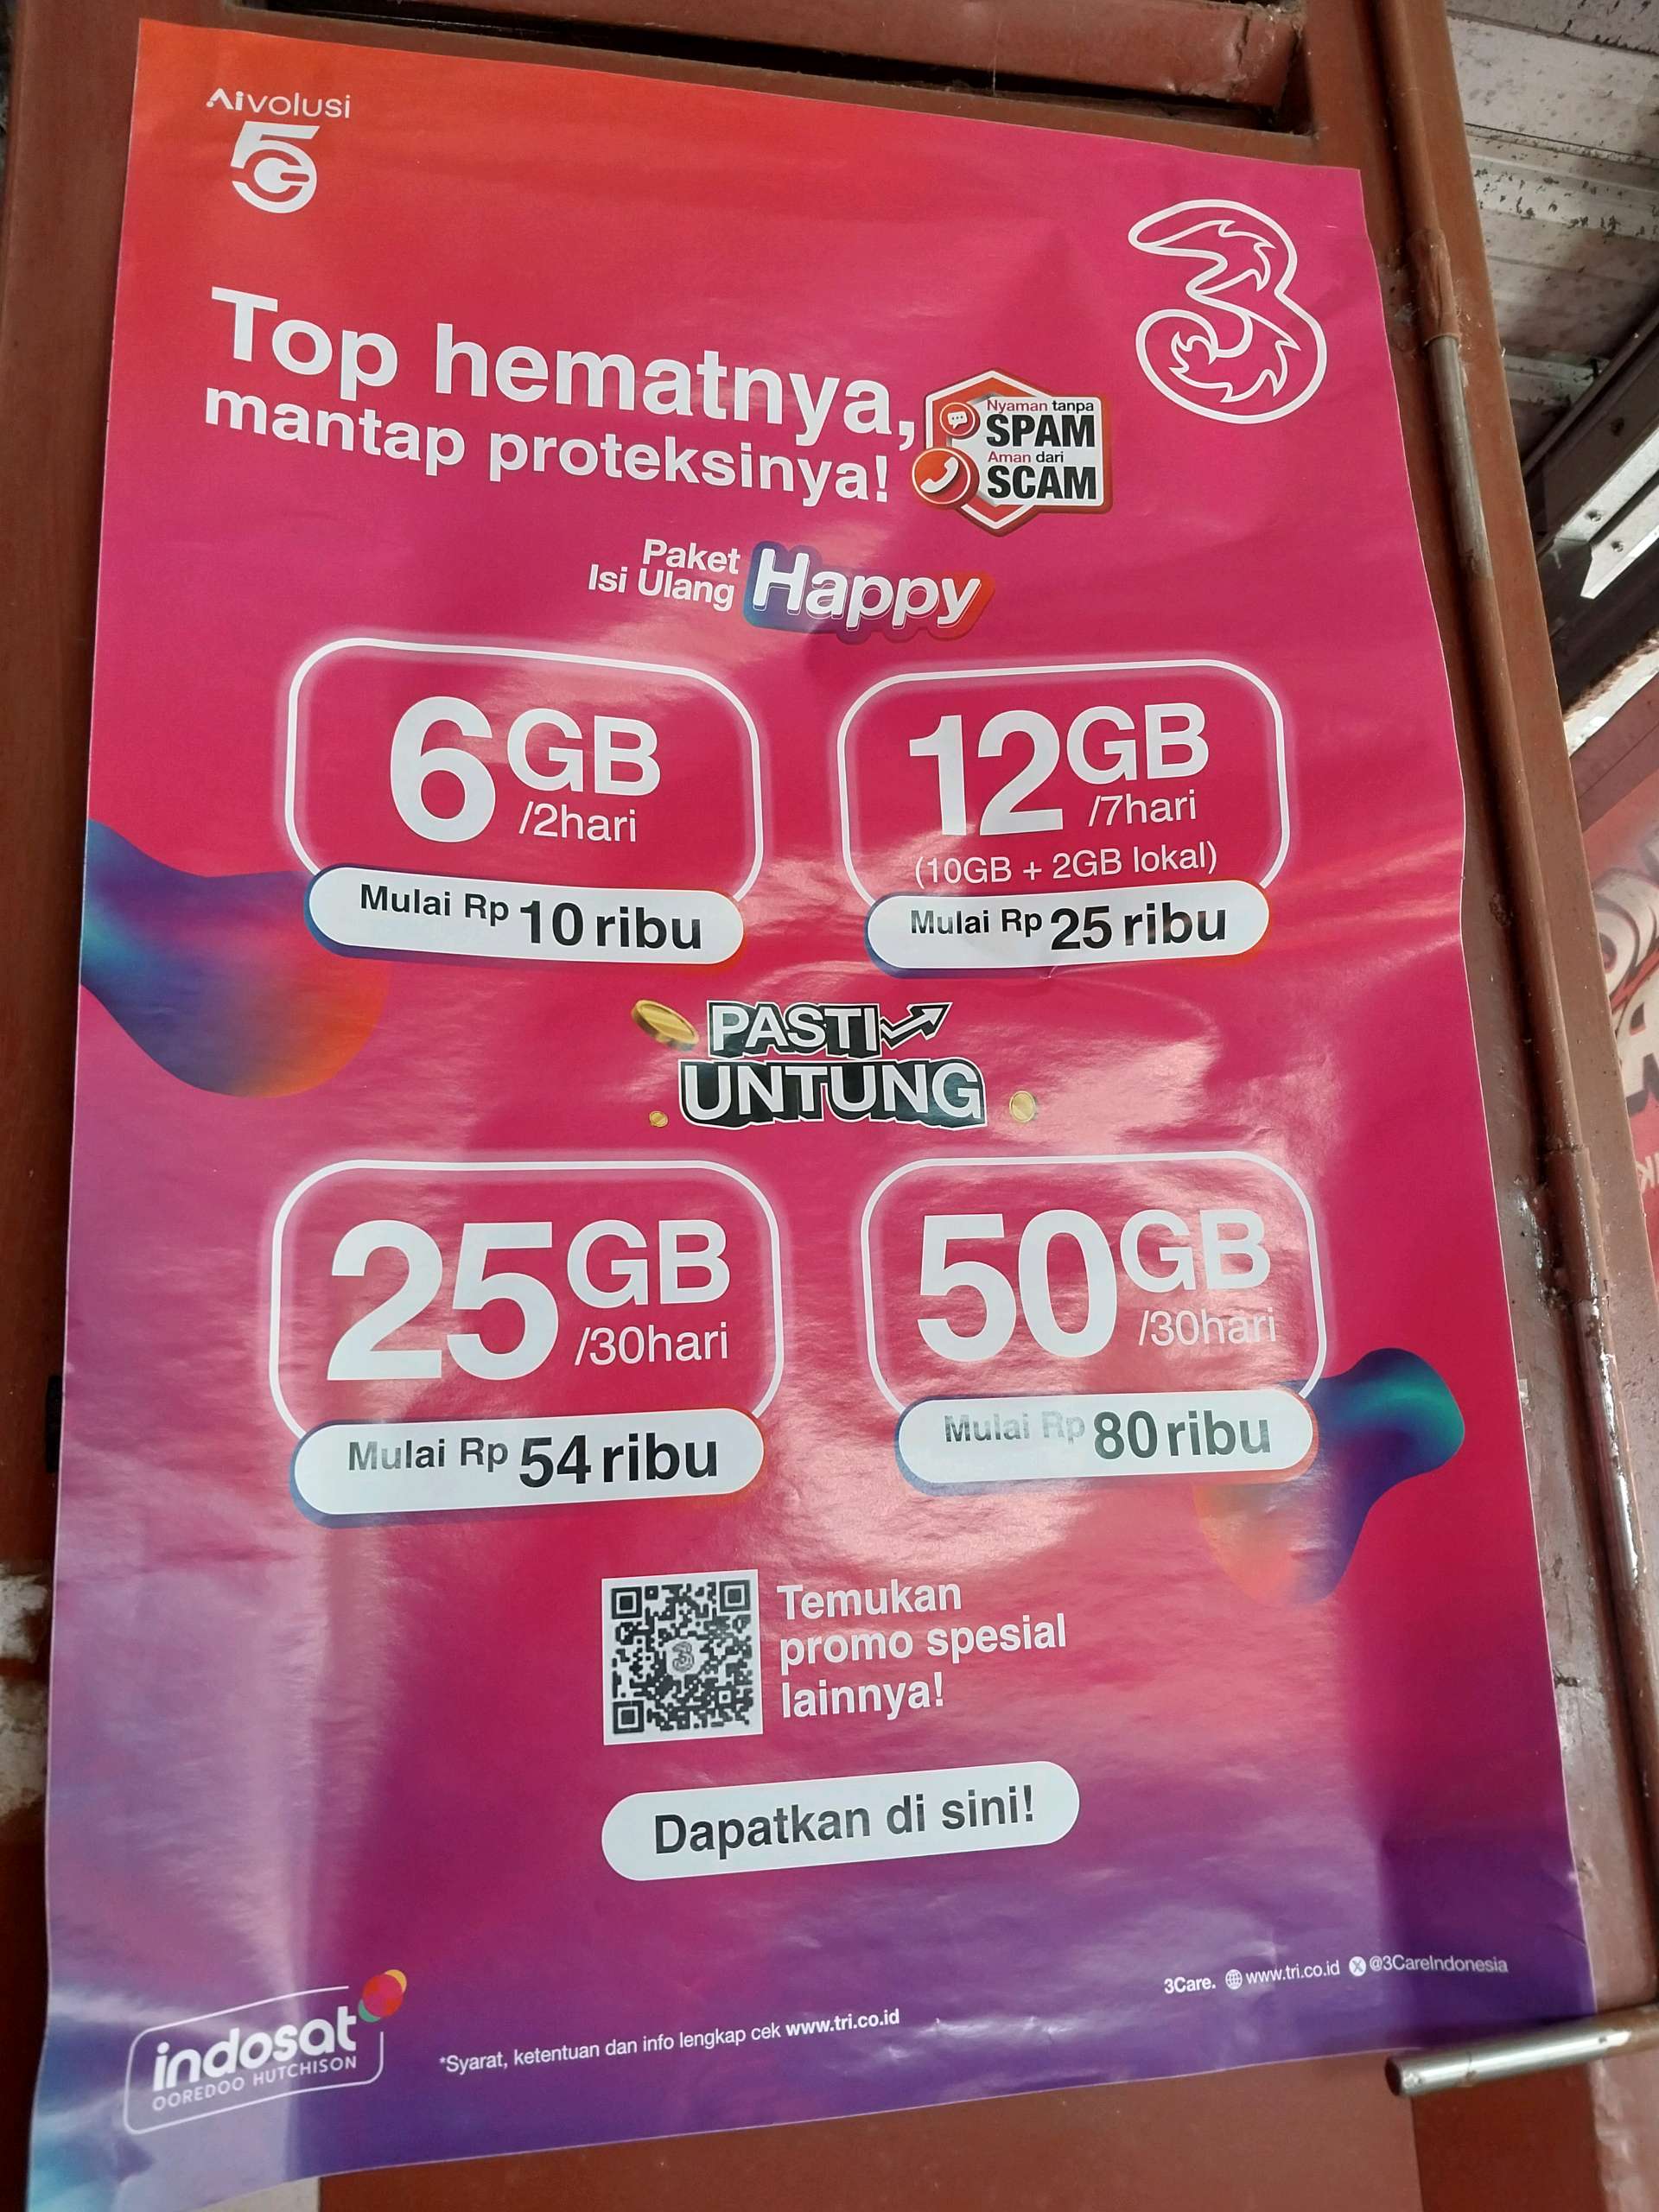 Aivolusi
5G
3
Top hematnya,
mantap proteksinya!
Nyaman tanpa
SPAM
Aman dari
SCAM
Paket
Isi Ulang
Happy
6GB
/2hari
Mulai Rp 10 ribu
12GB
/7hari
(10GB + 2GB lokal)
Mulai Rp 25 ribu
PASTI
UNTUNG
25GB
/30hari
Mulai Rp 54 ribu
50GB
/30hari
Mulai Rp 80 ribu
Temukan
promo spesial
lainnya!
Dapatkan di sini!
3Care. www.tri.co.id @3CareIndonesia
indosat
OOREDOO HUTCHISON
*Syarat, ketentuan dan info lengkap cek www.tri.co.id